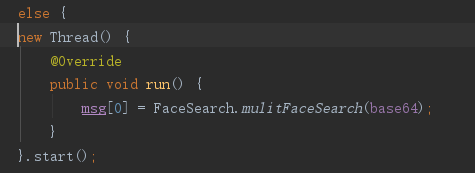 else {
new Thread() {
@Override
public void run() {
msg[0] = FaceSearch.mulitFaceSearch(base64);
}
}.start();